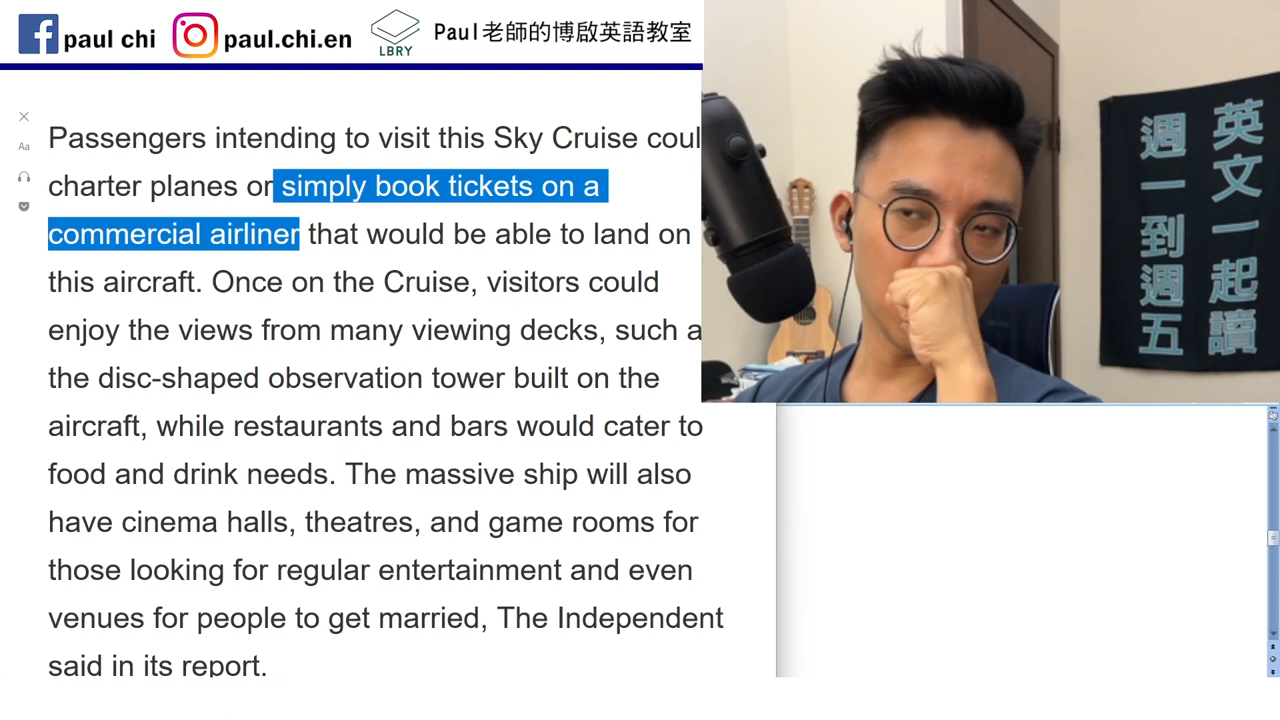 paul chi
paul.chi.en
LBRY
Paul老師的博啟英語教室
Aa
Passengers intending to visit this Sky Cruise coul
charter planes or simply book tickets on a
commercial airliner that would be able to land on
this aircraft. Once on the Cruise, visitors could
enjoy the views from many viewing decks, such a
the disc-shaped observation tower built on the
aircraft, while restaurants and bars would cater to
food and drink needs. The massive ship will also
have cinema halls, theatres, and game rooms for
those looking for regular entertainment and even
venues for people to get married, The Independent
said in its report.
英文一起讀
週一到週五